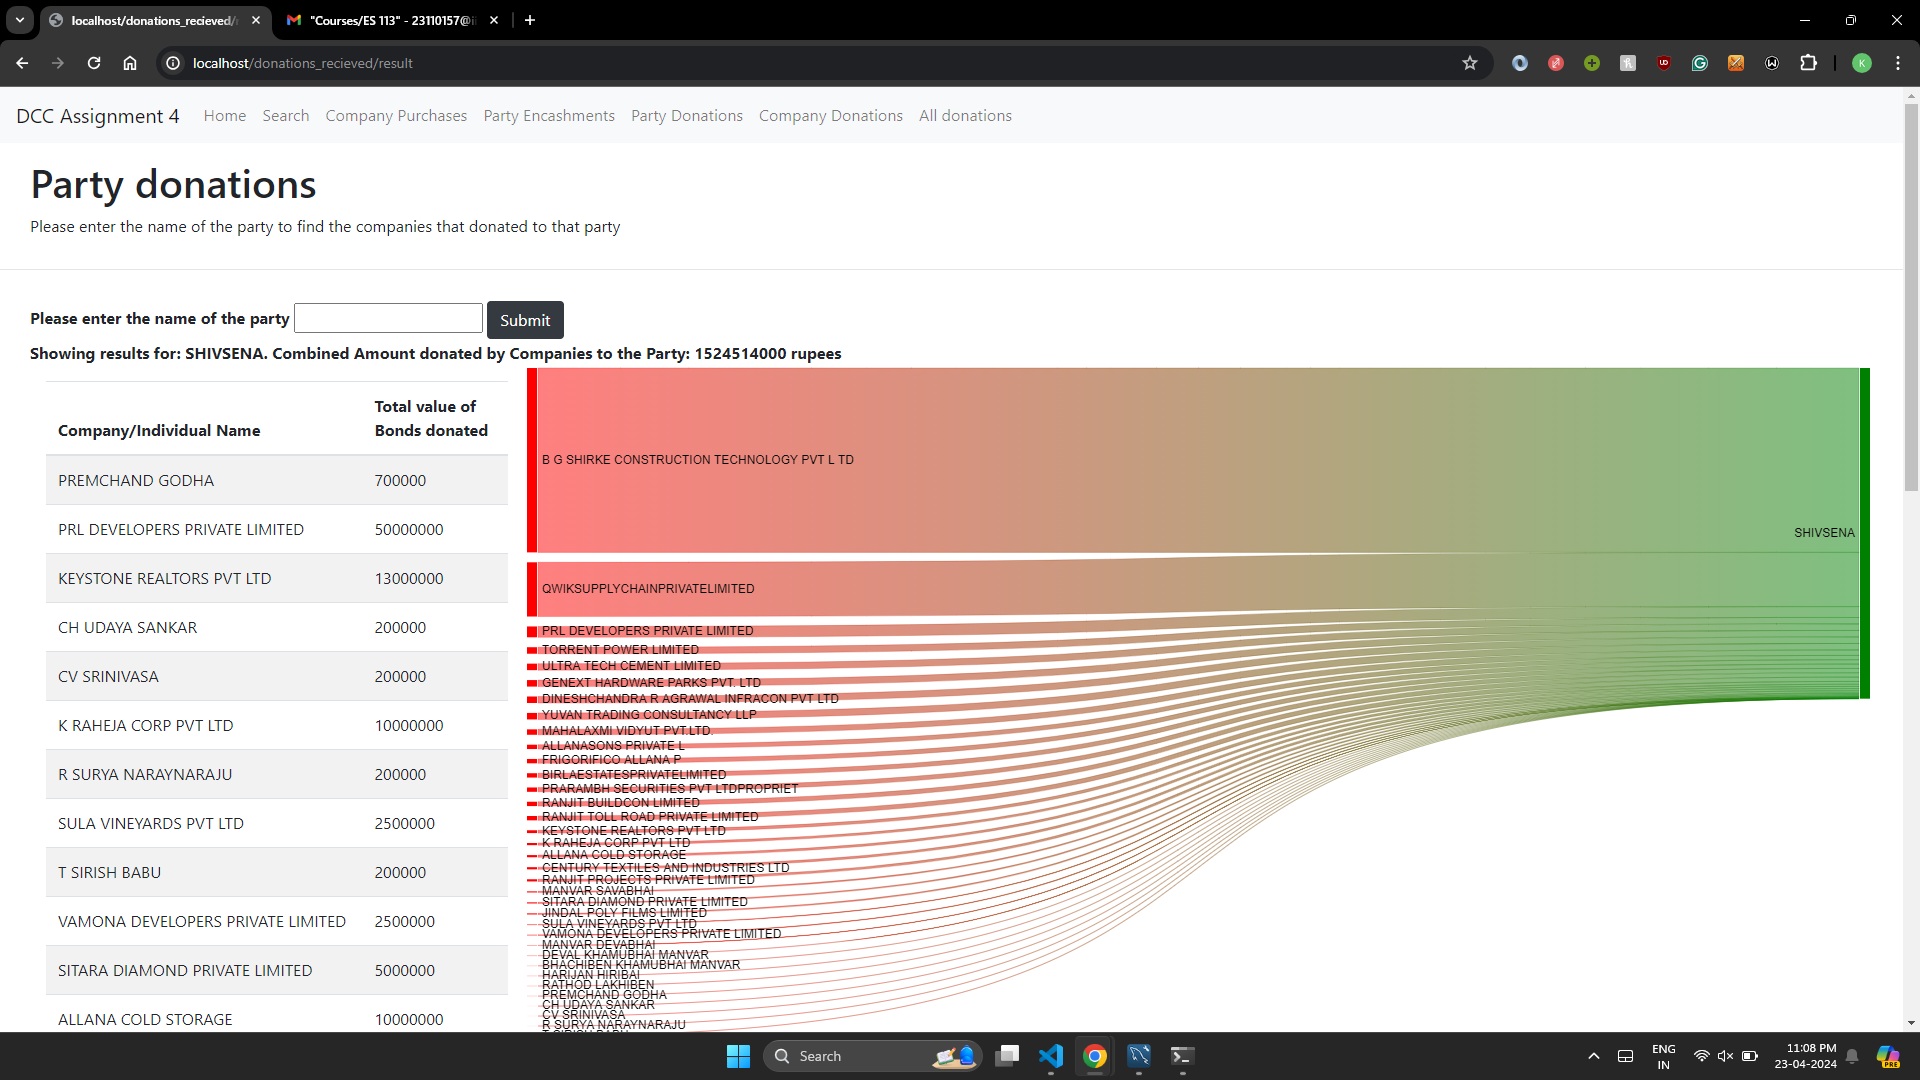 localhost/donations_recieved/r
"Courses/ES 113" - 23110157@ii
localhost/donations_recieved/result
DCC Assignment 4 Home Search Company Purchases Party Encashments Party Donations Company Donations All donations
Party donations
Please enter the name of the party to find the companies that donated to that party
Please enter the name of the party Submit
Showing results for: SHIVSENA. Combined Amount donated by Companies to the Party: 1524514000 rupees
Company/Individual Name
Total value of
Bonds donated
PREMCHAND GODHA 700000
PRL DEVELOPERS PRIVATE LIMITED 50000000
KEYSTONE REALTORS PVT LTD 13000000
CH UDAYA SANKAR 200000
CV SRINIVASA 200000
K RAHEJA CORP PVT LTD 10000000
R SURYA NARAYNARAJU 200000
SULA VINEYARDS PVT LTD 2500000
T SIRISH BABU 200000
VAMONA DEVELOPERS PRIVATE LIMITED 2500000
SITARA DIAMOND PRIVATE LIMITED 5000000
ALLANA COLD STORAGE 10000000
B G SHIRKE CONSTRUCTION TECHNOLOGY PVT L TD
SHIVSENA
QWIKSUPPLYCHAINPRIVATELIMITED
PRL DEVELOPERS PRIVATE LIMITED
TORRENT POWER LIMITED
ULTRA TECH CEMENT LIMITED
GENEXT HARDWARE PARKS PVT. LTD
DINESHCHANDRA R AGRAWAL INFRACON PVT LTD
YUVAN TRADING CONSULTANCY LLP
MAHALAXMI VIDYUT PVT.LTD.
ALLANASONS PRIVATE L
FRIGORIFICO ALLANA P
BIRLAESTATESPRIVATELIMITED
PRARAMBH SECURITIES PVT LTDPROPRIET
RANJIT BUILDCON LIMITED
RANJIT TOLL ROAD PRIVATE LIMITED
KEYSTONE REALTORS PVT LTD
K RAHEJA CORP PVT LTD
ALLANA COLD STORAGE
CENTURY TEXTILES AND INDUSTRIES LTD
RANJIT PROJECTS PRIVATE LIMITED
MANVAR SAVABHAI
SITARA DIAMOND PRIVATE LIMITED
JINDAL POLY FILMS LIMITED
SULA VINEYARDS PVT LTD
VAMONA DEVELOPERS PRIVATE LIMITED
MANVAR DEVABHAI
DEVAL KHAMUBHAI MANVAR
BHACHIBEN KHAMUBHAI MANVAR
HARIJAN HIRIBAI
RATHOD LAKHIBEN
PREMCHAND GODHA
CH UDAYA SANKAR
CV SRINIVASA
R SURYA NARAYNARAJU
Search
ENG
IN
11:08 PM
23-04-2024
K
PRE